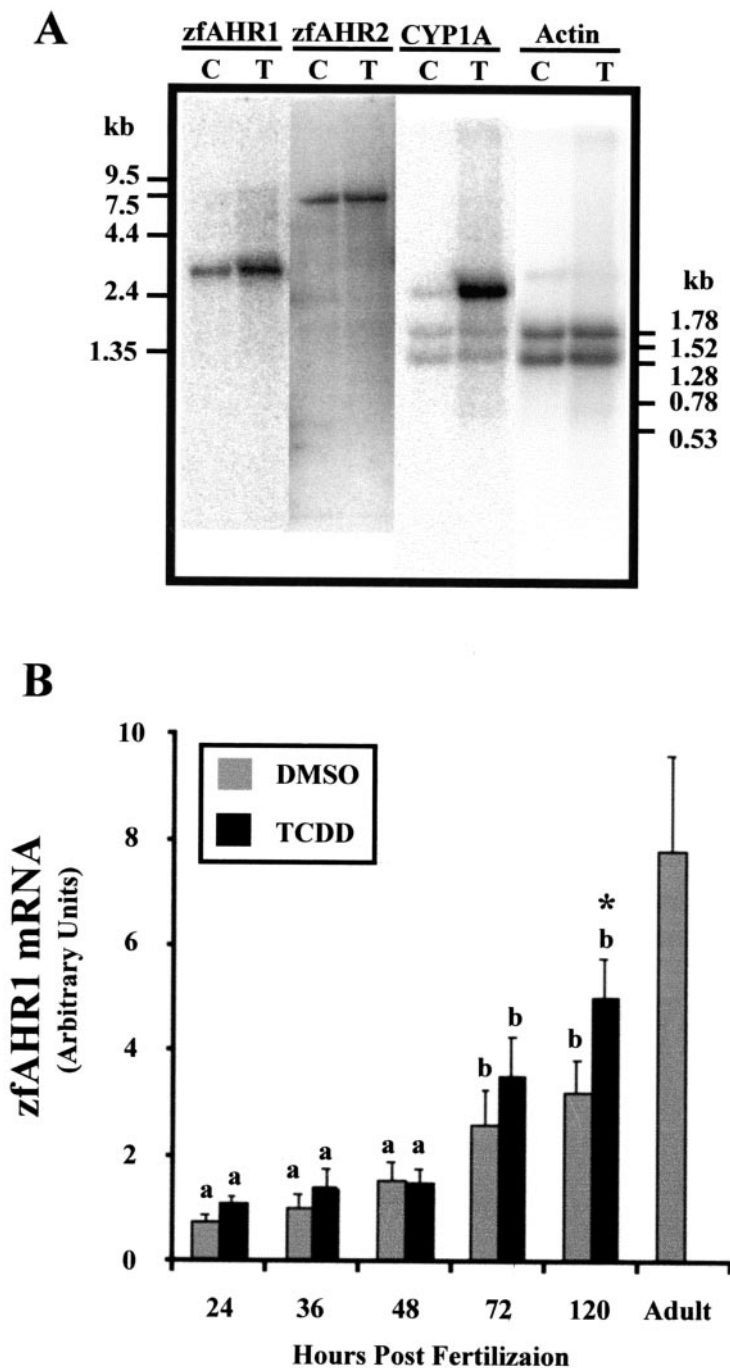 A
zfAHR1 zfAHR2 CYP1A Actin
C T C T C T C T
kb
9.5
7.5
4.4
2.4
1.35
kb
1.78
1.52
1.28
0.78
0.53
B
zfAHR1 mRNA
(Arbitrary Units)
10
8
6
4
2
0
DMSO
TCDD
a a a a a a b b b b *
24 36 48 72 120 Adult
Hours Post Fertilizaion